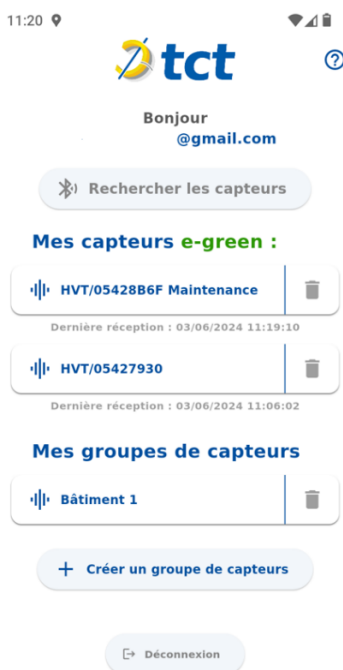 11:20
tct
?
Bonjour
@gmail.com
Rechercher les capteurs
Mes capteurs e-green :
HVT/05428B6F Maintenance
Dernière réception : 03/06/2024 11:19:10
HVT/05427930
Dernière réception : 03/06/2024 11:06:02
Mes groupes de capteurs
Bâtiment 1
+ Créer un groupe de capteurs
Déconnexion